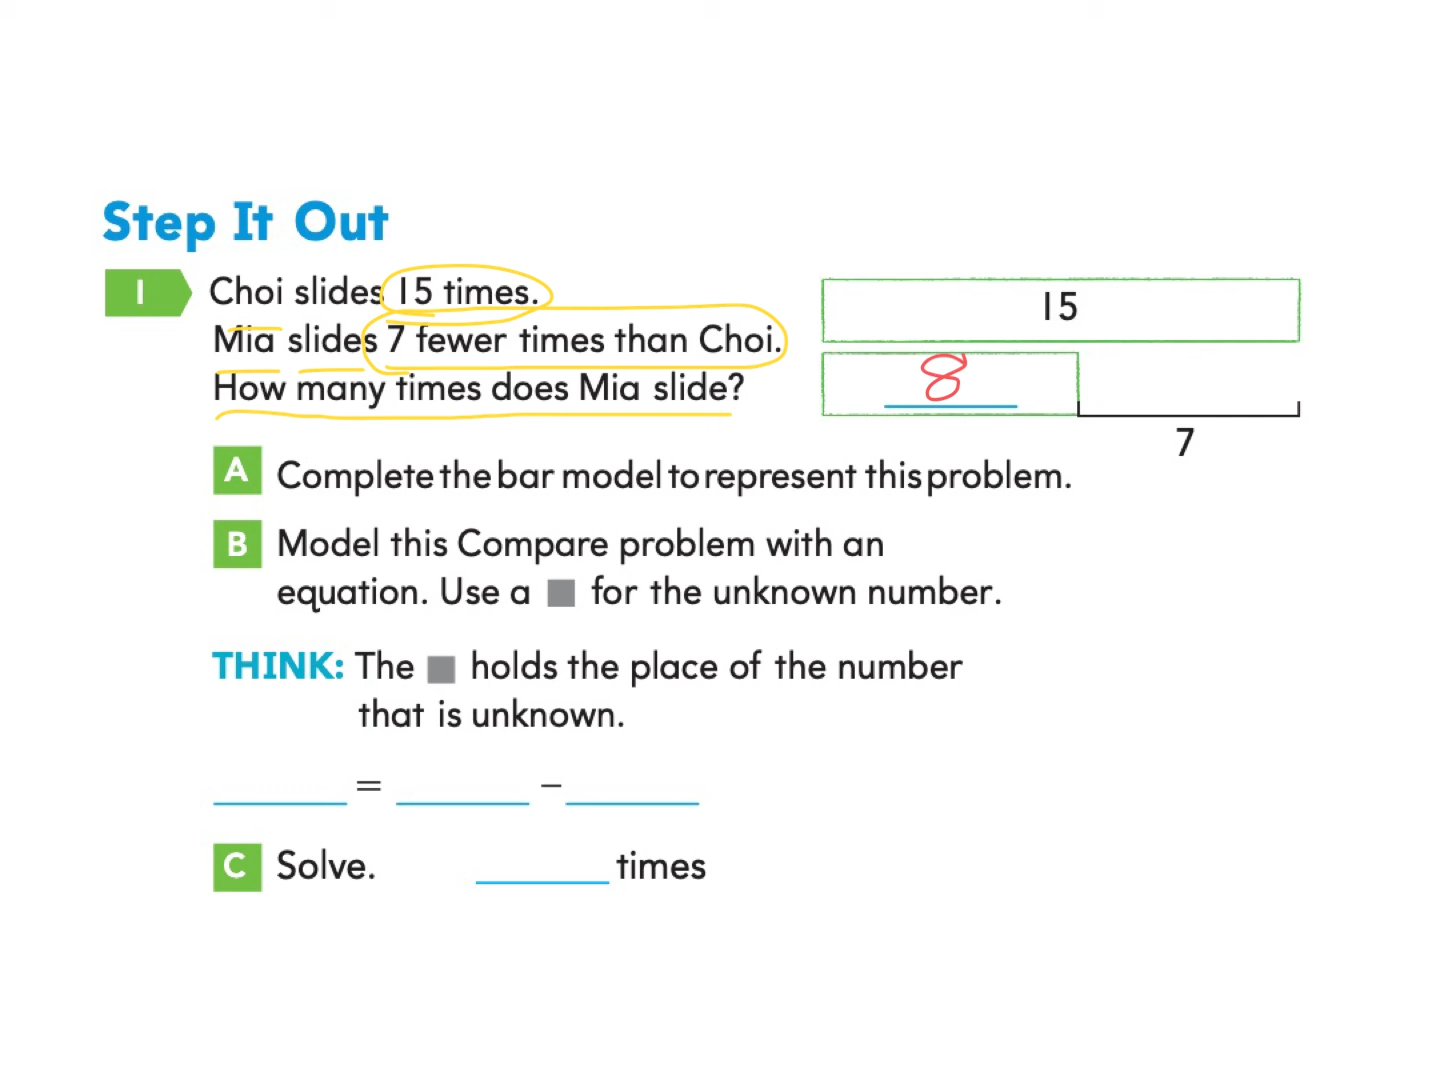 Step It Out
1 Choi slides 15 times.
Mia slides 7 fewer times than Choi.
How many times does Mia slide?
15
8
7
A Complete the bar model to represent this problem.
B Model this Compare problem with an
equation. Use a ■ for the unknown number.
THINK: The ■ holds the place of the number
that is unknown.
= –
C Solve. times